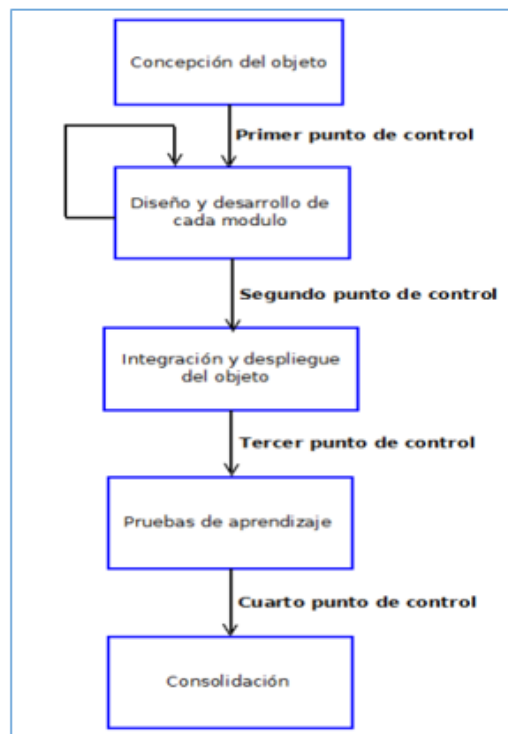 Concepción del objeto
Primer punto de control
Diseño y desarrollo de
cada modulo
Segundo punto de control
Integración y despliegue
del objeto
Tercer punto de control
Pruebas de aprendizaje
Cuarto punto de control
Consolidación